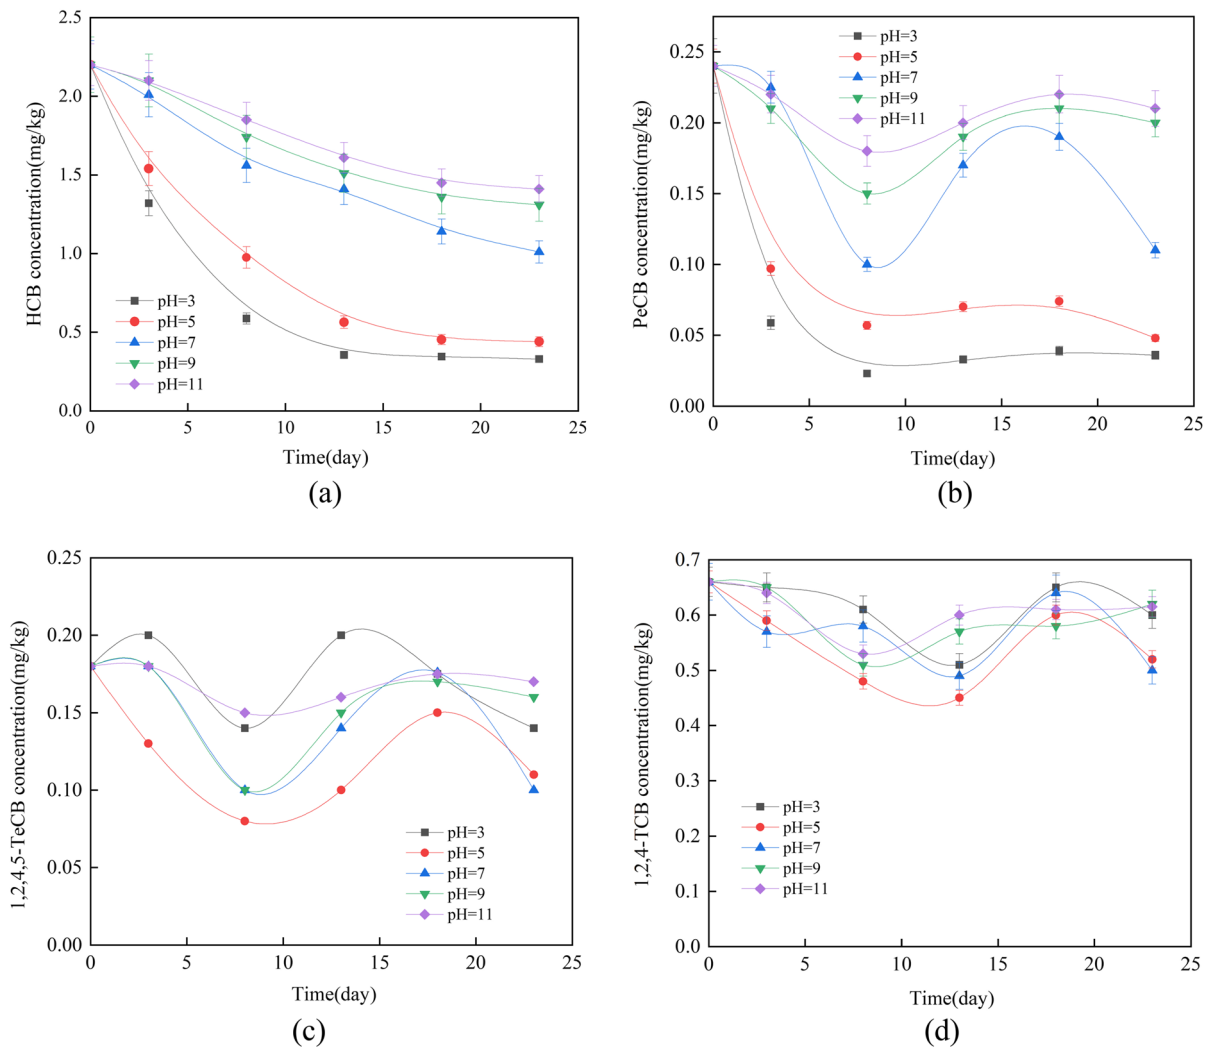 2.5
2.0
1.5
1.0
0.5
0.0
HCB concentration(mg/kg)
pH=3
pH=5
pH=7
pH=9
pH=11
0 5 10 15 20 25
Time(day)
(a)
0.25
0.20
0.15
0.10
0.05
0.00
PeCB concentration(mg/kg)
pH=3
pH=5
pH=7
pH=9
pH=11
0 5 10 15 20 25
Time(day)
(b)
0.25
0.20
0.15
0.10
0.05
0.00
1,2,4,5-TeCB concentration(mg/kg)
pH=3
pH=5
pH=7
pH=9
pH=11
0 5 10 15 20 25
Time(day)
(c)
0.7
0.6
0.5
0.4
0.3
0.2
0.1
0.0
1,2,4-TCB concentration(mg/kg)
pH=3
pH=5
pH=7
pH=9
pH=11
0 5 10 15 20 25
Time(day)
(d)